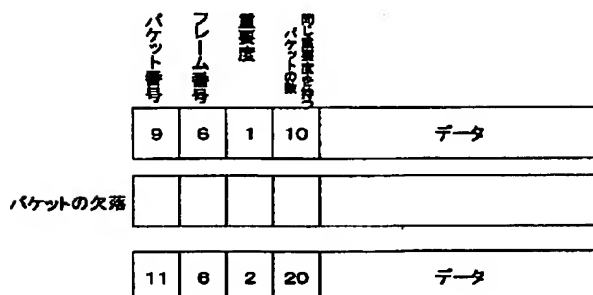 パケット番号
フレーム番号
重要度
同じ重要度を持つ
パケットの数
9 6 1 10 データ
パケットの欠落
11 6 2 20 データ